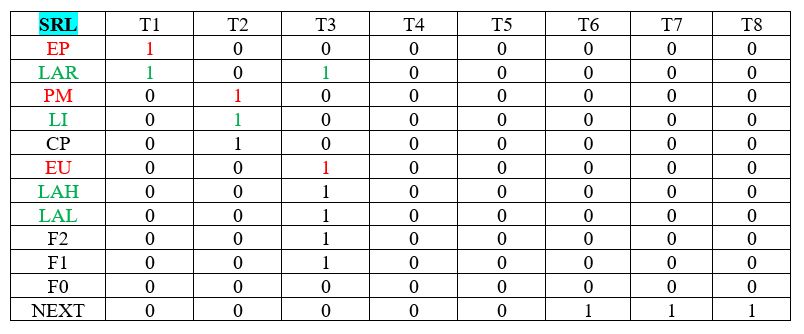 SRL T1 T2 T3 T4 T5 T6 T7 T8
EP 1 0 0 0 0 0 0 0
LAR 1 0 1 0 0 0 0 0
PM 0 1 0 0 0 0 0 0
LI 0 1 0 0 0 0 0 0
CP 0 1 0 0 0 0 0 0
EU 0 0 1 0 0 0 0 0
LAH 0 0 1 0 0 0 0 0
LAL 0 0 1 0 0 0 0 0
F2 0 0 1 0 0 0 0 0
F1 0 0 1 0 0 0 0 0
F0 0 0 0 0 0 0 0 0
NEXT 0 0 0 0 0 1 1 1